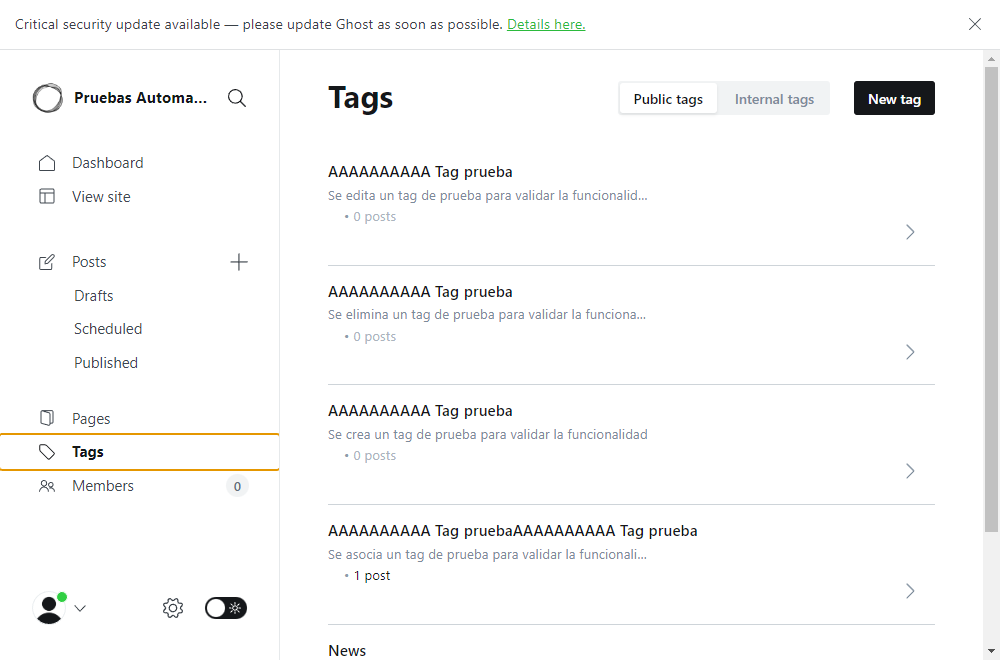 Critical security update available — please update Ghost as soon as possible. Details here.
Pruebas Automa...
Dashboard
View site
Posts
Drafts
Scheduled
Published
Pages
Tags
Members
0
Tags
Public tags
Internal tags
New tag
AAAAAAAAAA Tag prueba
Se edita un tag de prueba para validar la funcionalid...
• 0 posts
AAAAAAAAAA Tag prueba
Se elimina un tag de prueba para validar la funciona...
• 0 posts
AAAAAAAAAA Tag prueba
Se crea un tag de prueba para validar la funcionalidad
• 0 posts
AAAAAAAAAA Tag pruebaAAAAAAAAAA Tag prueba
Se asocia un tag de prueba para validar la funcionali...
• 1 post
News